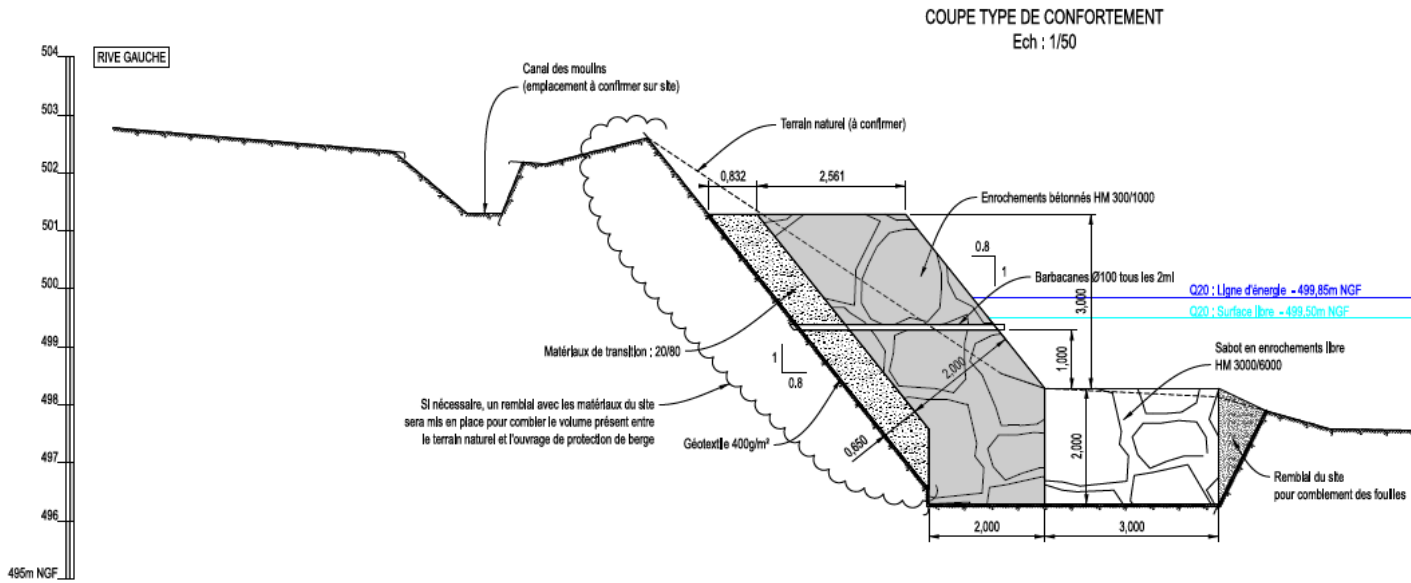 COUPE TYPE DE CONFORTEMENT
Ech : 1/50
504
RIVE GAUCHE
Canal des moulins
(emplacement à confirmer sur site)
503
Terrain naturel (à confirmer)
502
0,832
2,561
Enrochements bétonnés HM 300/1000
501
0.8
1
Barbacanes Ø100 tous les 2ml
500
Q20 : Ligne d'énergie - 499,85m NGF
3,000
Q20 : Surface libre - 499,50m NGF
499
Matériaux de transition : 20/80
1
0.8
2,000
1,000
Sabot en enrochements libre
HM 3000/6000
498
Si nécessaire, un remblai avec les matériaux du site
sera mis en place pour combler le volume présent entre
le terrain naturel et l'ouvrage de protection de berge
Géotextile 400g/m²
0,650
2,000
497
Remblai du site
pour comblement des fouilles
496
2,000
3,000
495m NGF